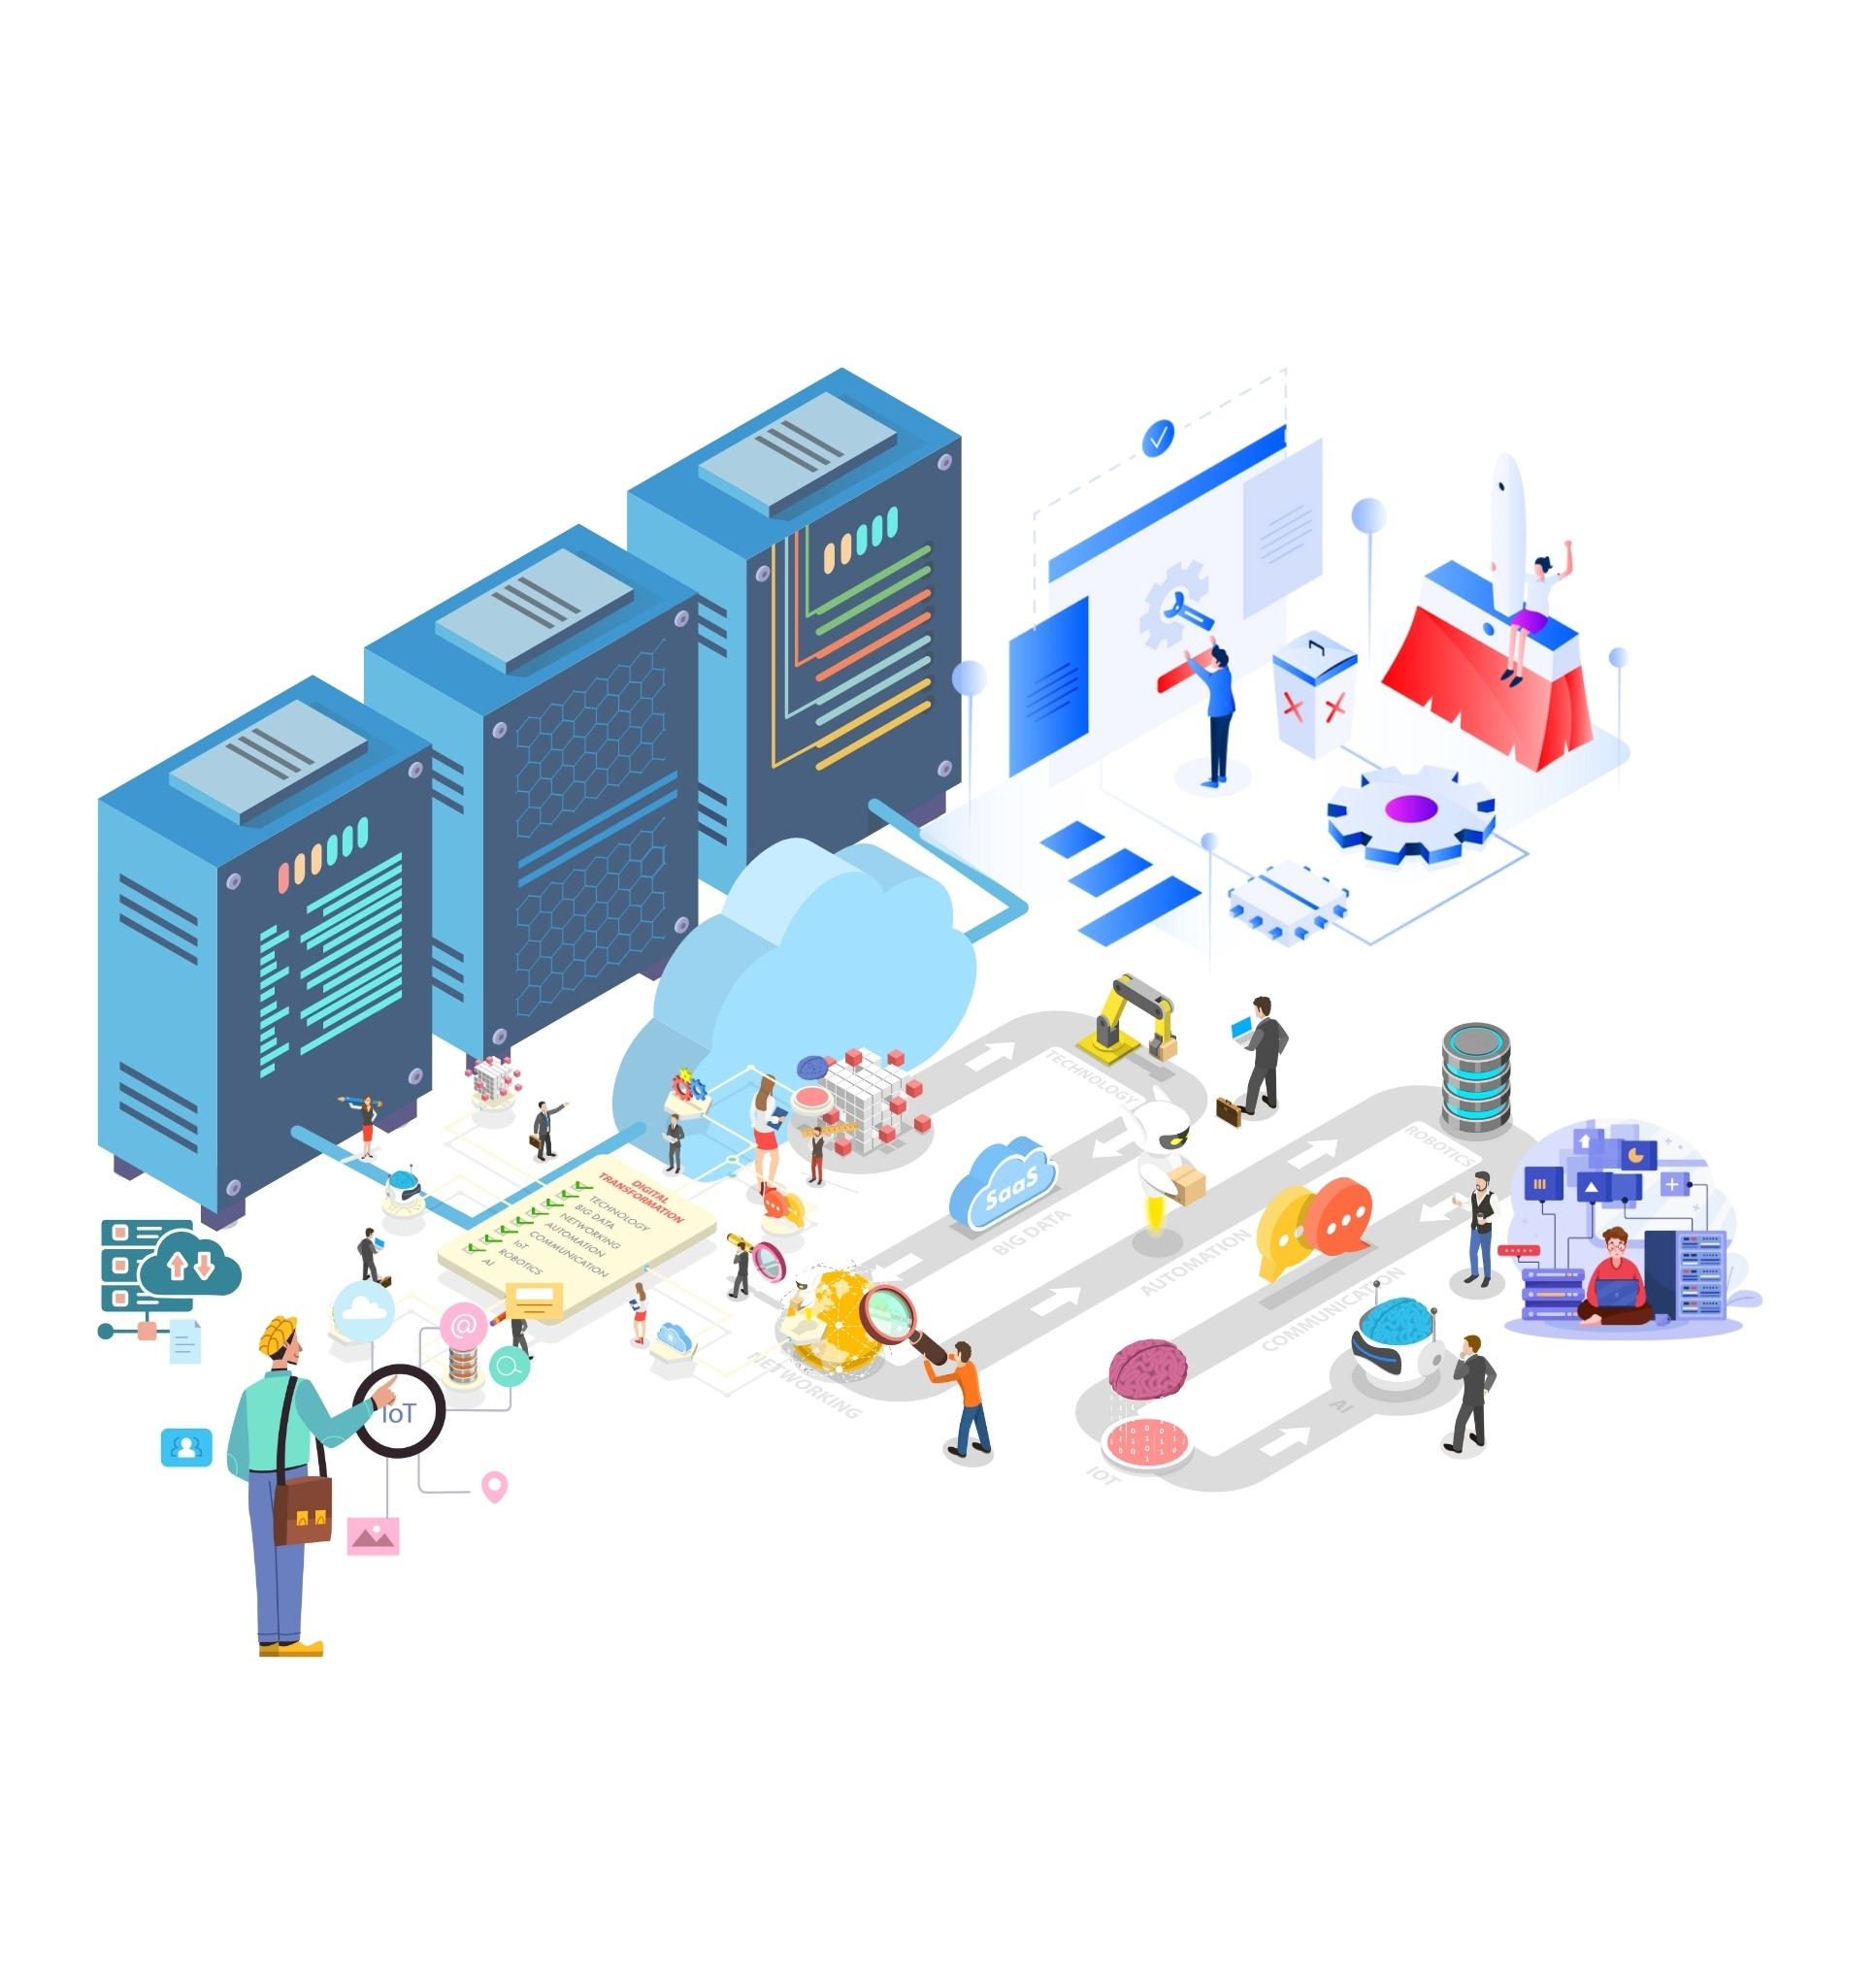 TECHNOLOGY
ROBOTICS
SaaS
BIG DATA
AUTOMATION
COMMUNICATION
NETWORKING
AI
IOT
DIGITAL
TRANSFORMATION
TECHNOLOGY
BIG DATA
NETWORKING
AUTOMATION
COMMUNICATION
IoT
ROBOTICS
AI
@
IoT